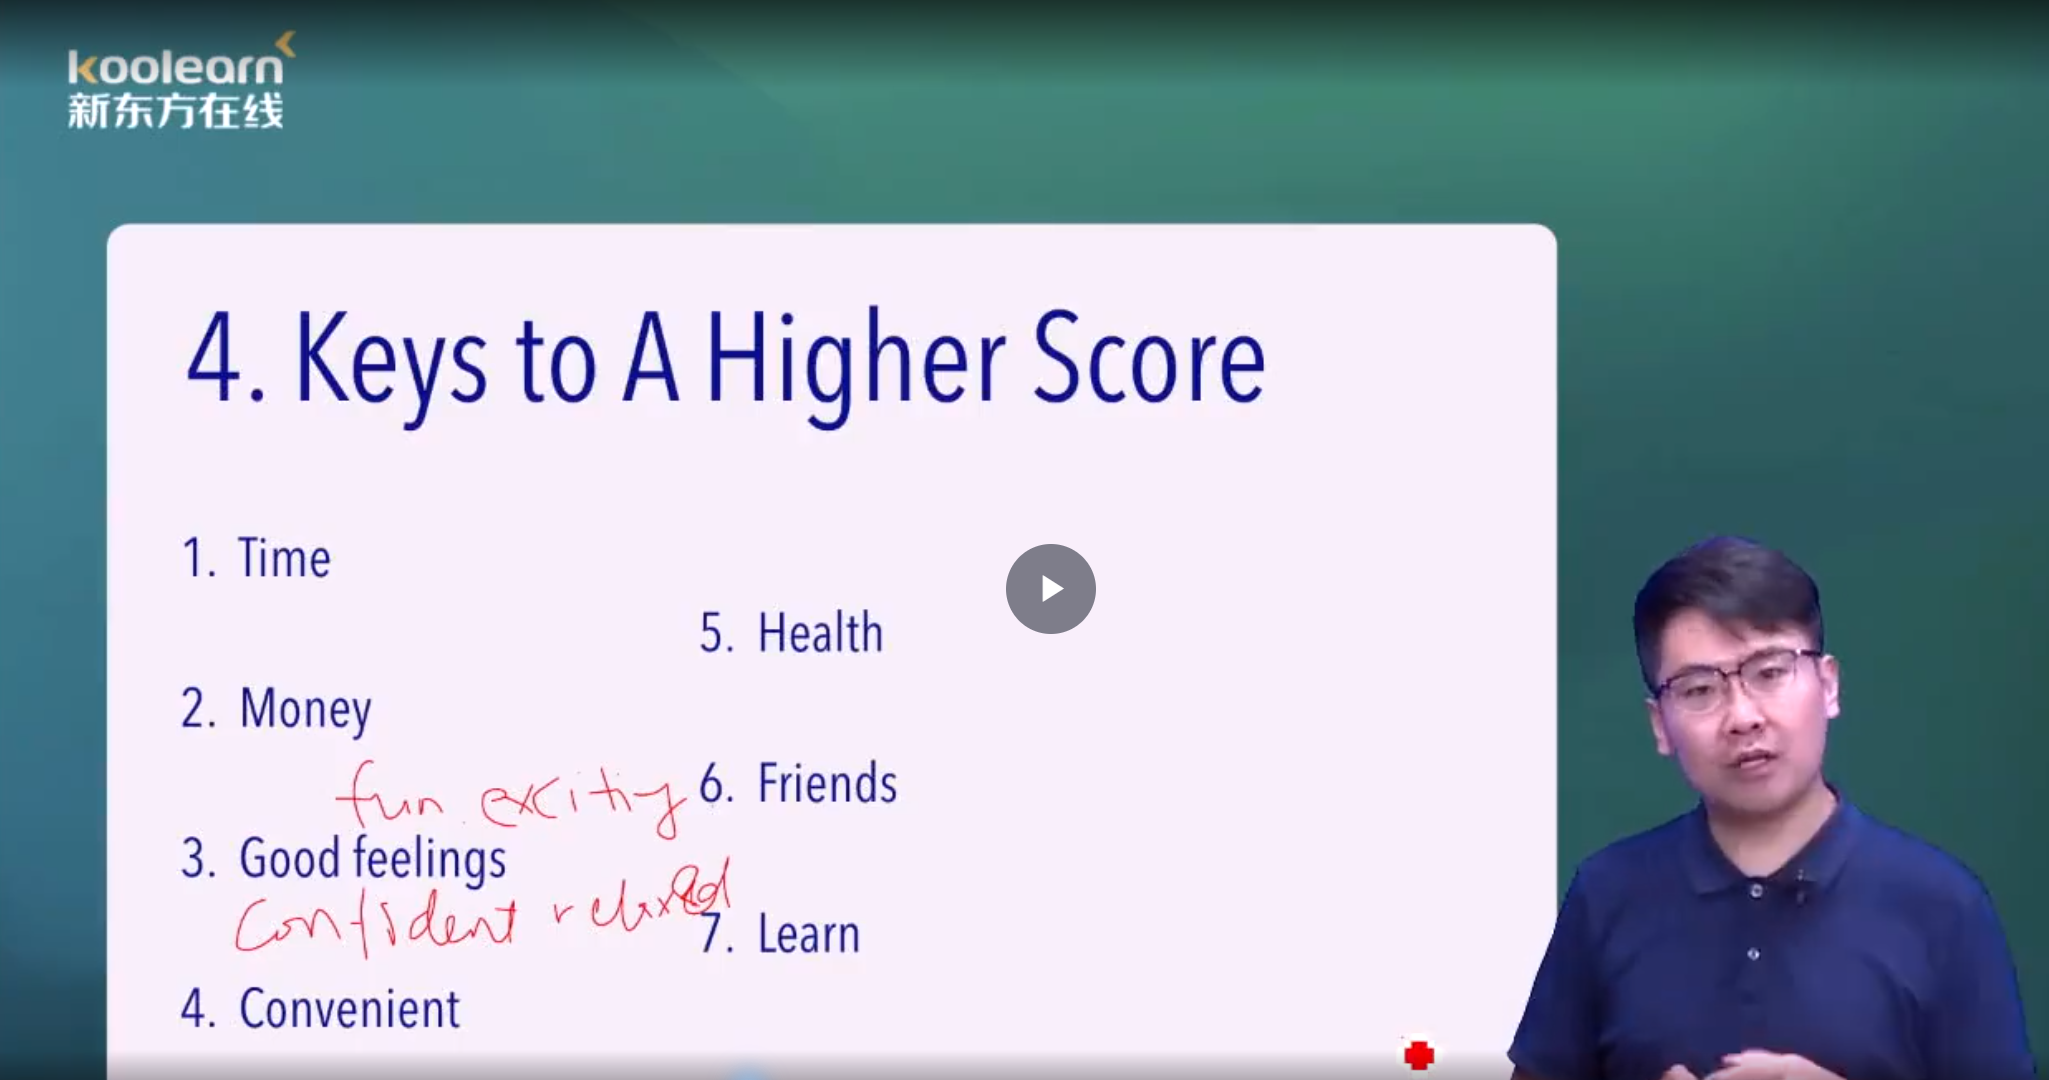 koolearn
新东方在线
4. Keys to A Higher Score
1. Time
2. Money
fun exciting
3. Good feelings
confident relaxed
4. Convenient
5. Health
6. Friends
7. Learn